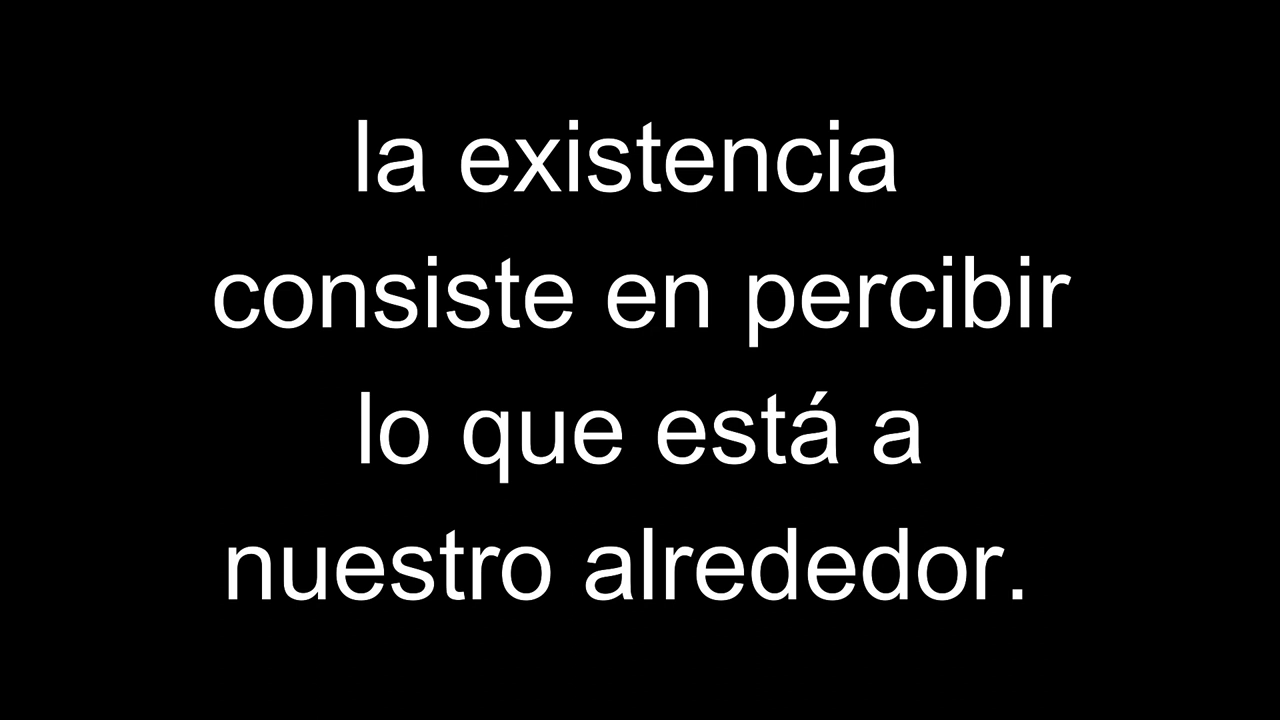 la existencia
consiste en percibir
lo que está a
nuestro alrededor.